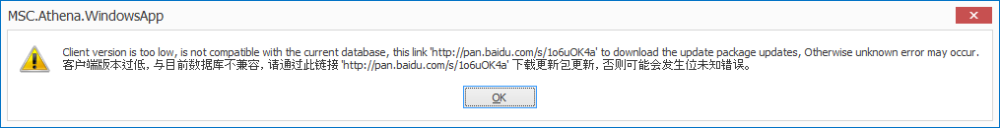 MSC.Athena.WindowsApp
Client version is too low, is not compatible with the current database, this link 'http://pan.baidu.com/s/1o6uOK4a' to download the update package updates, Otherwise unknown error may occur.
客户端版本过低, 与目前数据库不兼容, 请通过此链接 'http://pan.baidu.com/s/1o6uOK4a' 下载更新包更新, 否则可能会发生位未知错误。
OK